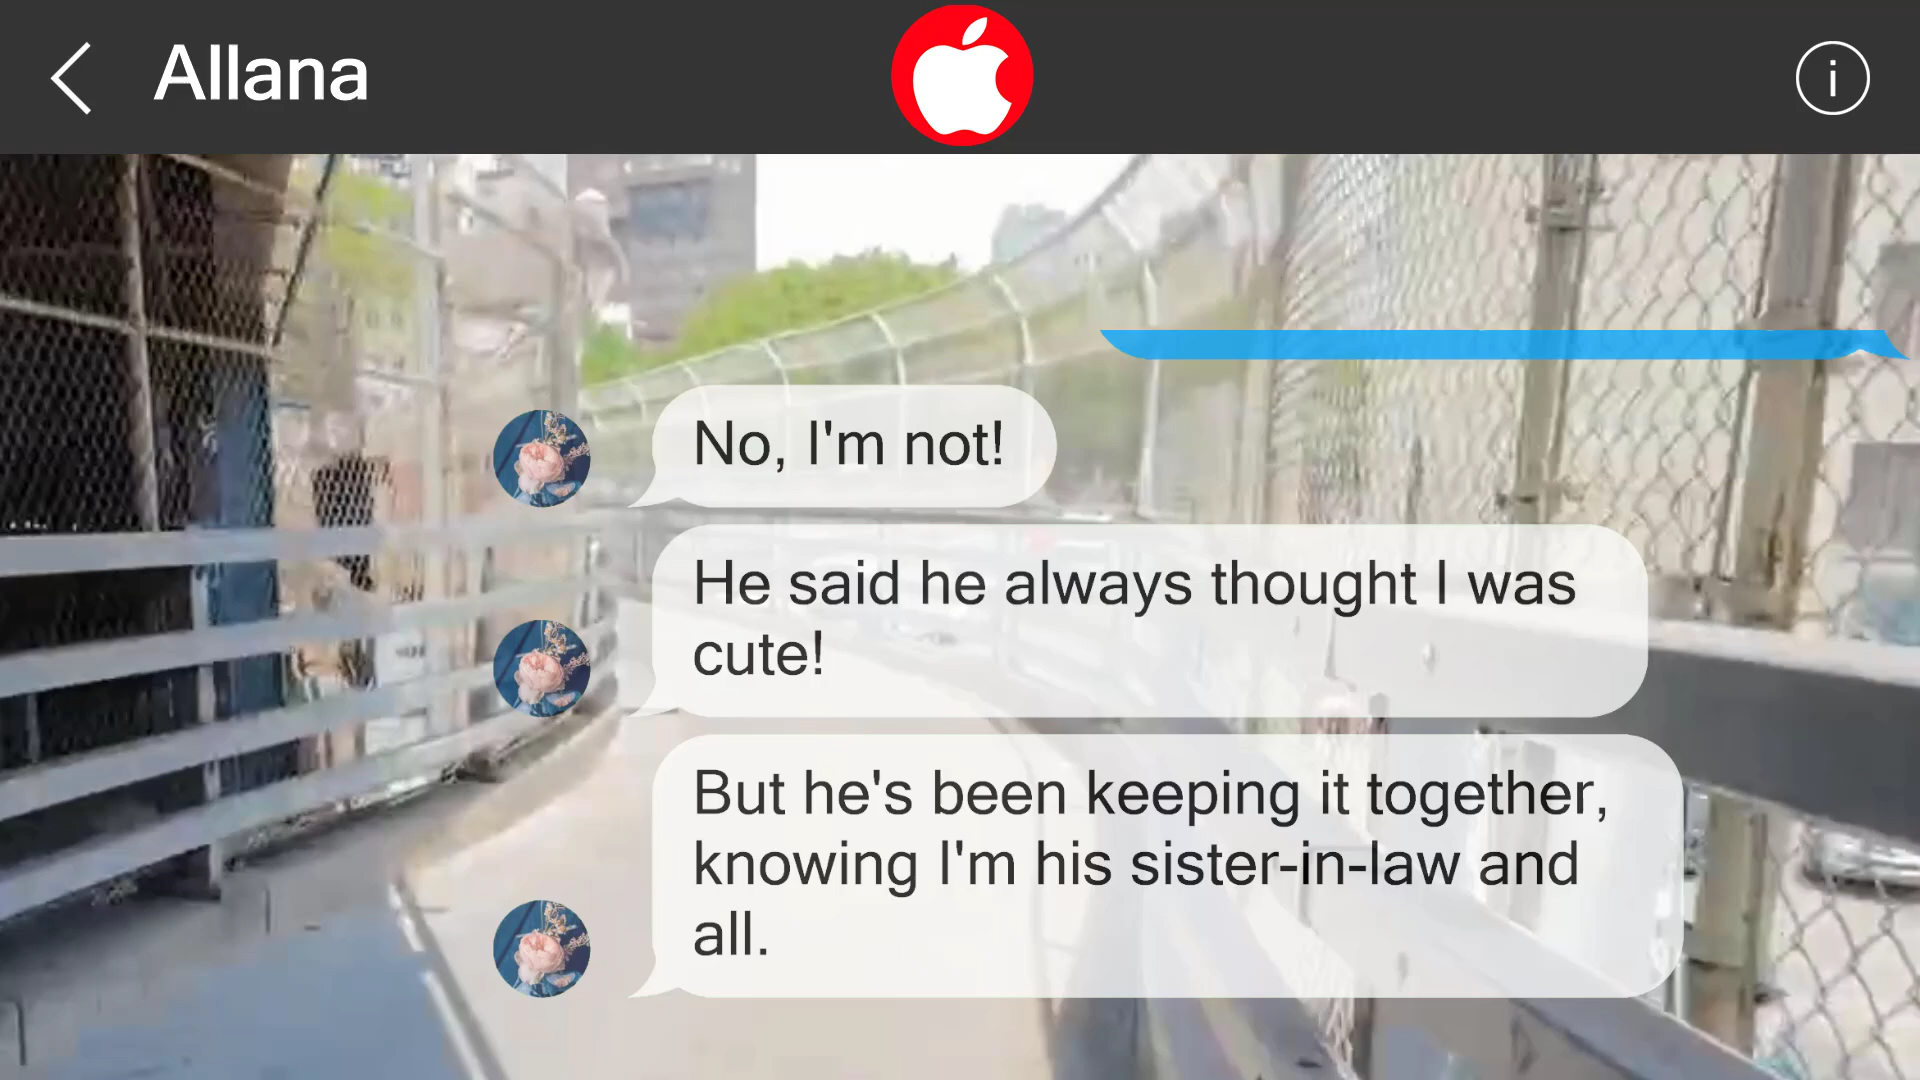 Allana
No, I'm not!
He said he always thought I was
cute!
But he's been keeping it together,
knowing I'm his sister-in-law and
all.